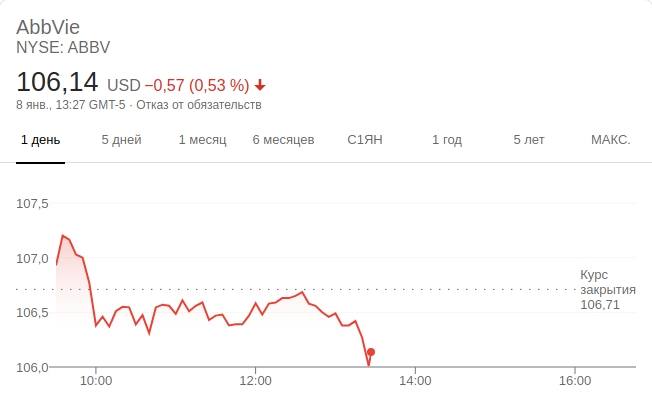 AbbVie
NYSE: ABBV
106,14 USD −0,57 (0,53 %)
8 янв., 13:27 GMT-5 · Отказ от обязательств
1 день 5 дней 1 месяц 6 месяцев С1ЯН 1 год 5 лет МАКС.
107,5
107,0
Курс
закрытия
106,71
106,5
106,0
10:00 12:00 14:00 16:00